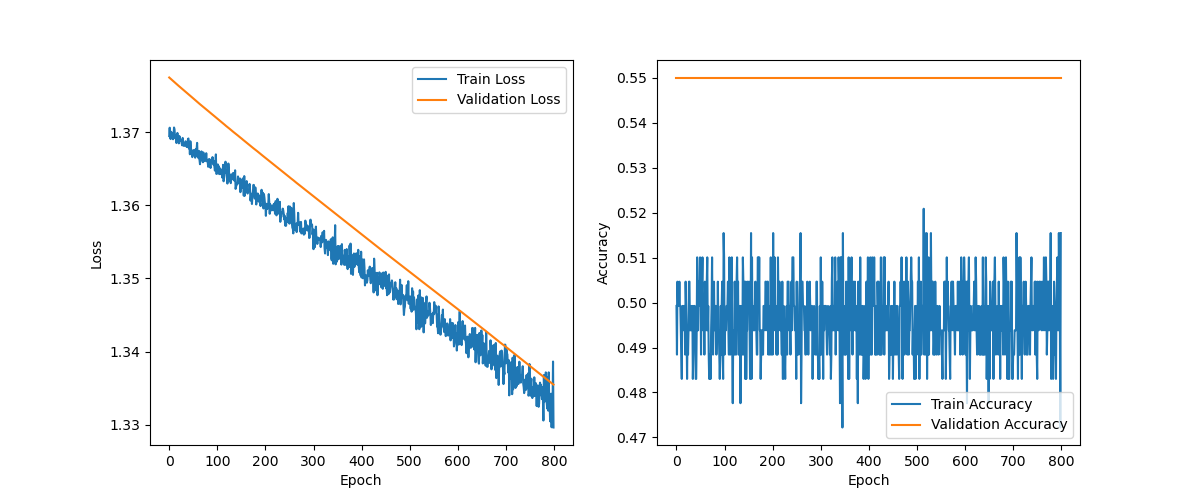 Train Loss
Validation Loss
1.37
1.36
1.35
1.34
1.33
Loss
0 100 200 300 400 500 600 700 800
Epoch
0.55
0.54
0.53
0.52
0.51
0.50
0.49
0.48
0.47
Accuracy
Train Accuracy
Validation Accuracy
0 100 200 300 400 500 600 700 800
Epoch